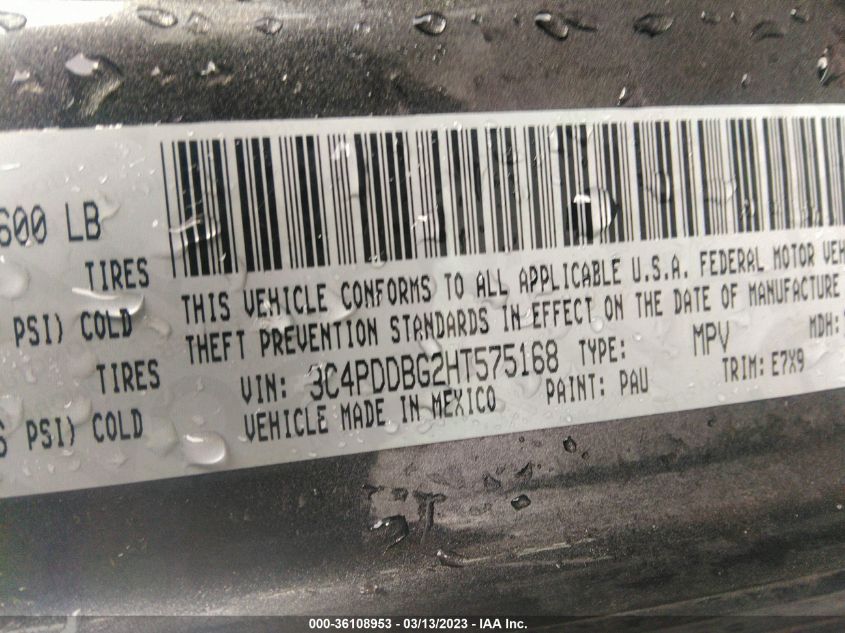 600 LB
TIRES
PSI) COLD
TIRES
PSI) COLD
THIS VEHICLE CONFORMS TO ALL APPLICABLE U.S.A. FEDERAL MOTOR
THEFT PREVENTION STANDARDS IN EFFECT ON THE DATE OF MANUFACTURE
VIN: 3C4PDDBG2HT575168 TYPE: MPV MDH:
VEHICLE MADE IN MEXICO PAINT: PAU TRIM: E7X9
000-36108953 / 03/13/2023 - IAA Inc.